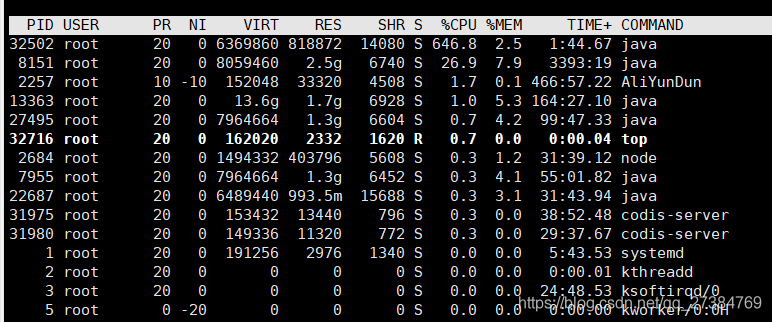 PID USER PR NI VIRT RES SHR S %CPU %MEM TIME+ COMMAND
32502 root 20 0 6369860 818872 14080 S 646.8 2.5 1:44.67 java
8151 root 20 0 8059460 2.5g 6740 S 26.9 7.9 3393:19 java
2257 root 10 -10 152048 33320 4508 S 1.7 0.1 466:57.22 AliYunDun
13363 root 20 0 13.6g 1.7g 6928 S 1.0 5.3 164:27.10 java
27495 root 20 0 7964664 1.3g 6604 S 0.7 4.2 99:47.33 java
32716 root 20 0 162020 2332 1620 R 0.7 0.0 0:00.04 top
2684 root 20 0 1494332 403796 5608 S 0.3 1.2 31:39.12 node
7955 root 20 0 7964664 1.3g 6452 S 0.3 4.1 55:01.82 java
22687 root 20 0 6489440 993.5m 15688 S 0.3 3.1 31:43.94 java
31975 root 20 0 153432 13440 796 S 0.3 0.0 38:52.48 codis-server
31980 root 20 0 149336 11320 772 S 0.3 0.0 29:37.67 codis-server
1 root 20 0 191256 2976 1340 S 0.0 0.0 5:43.53 systemd
2 root 20 0 0 0 0 S 0.0 0.0 0:00.01 kthreadd
3 root 20 0 0 0 0 S 0.0 0.0 24:48.53 ksoftirqd/0
5 root 0 -20 0 0 0 S 0.0 0.0 0:00.00 kworker/0:0H
https://blog.csdn.net/qq_27384769